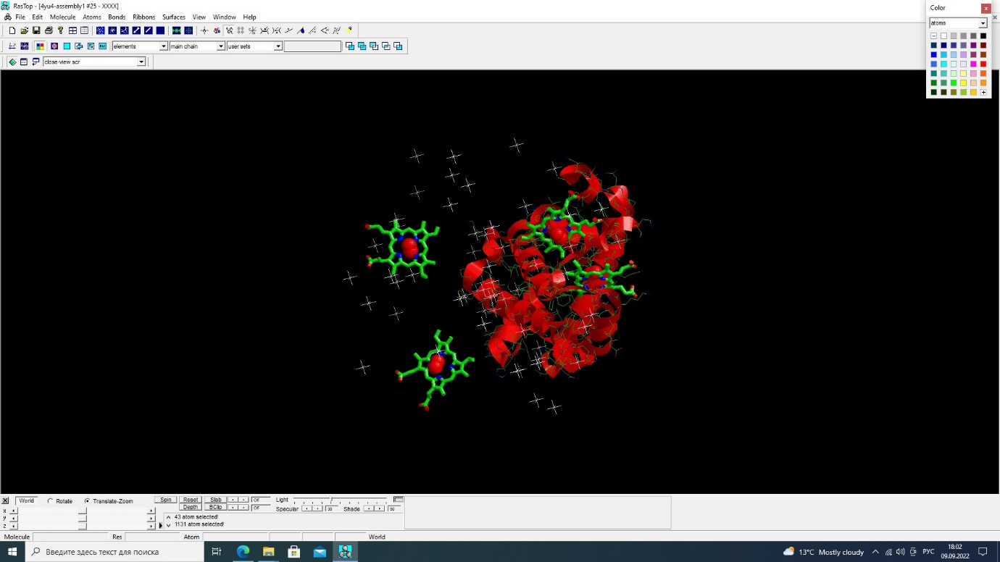 RasTop - [4yu4-assembly1 #25 - XXXX]
File Edit Molecule Atoms Bonds Ribbons Surfaces View Window Help
elements main chain user sets
close-view.scr
Color
atoms
World Rotate Translate-Zoom Spin Reset Slab Off Light
Depth BClip Off Specular 30 Shade 50
x
y
z
43 atom selected!
1131 atom selected!
Molecule Res Atom World
Введите здесь текст для поиска
13°C Mostly cloudy РУС
18:02
09.09.2022